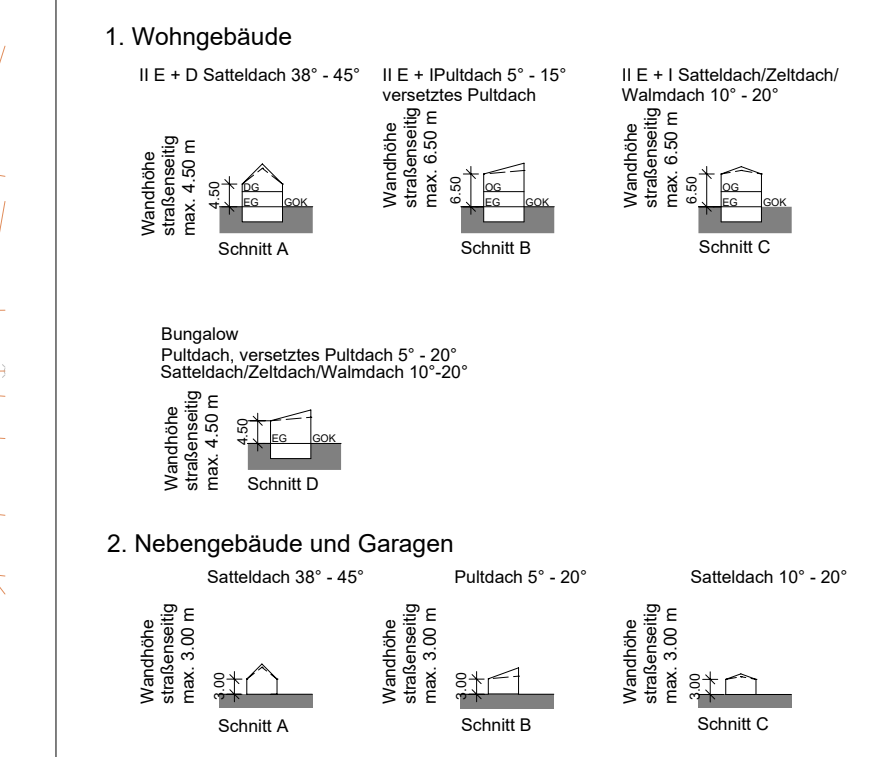 1. Wohngebäude
II E + D Satteldach 38° - 45°
Wandhöhe
straßenseitig
max. 4.50 m
4.50
DG
EG
GOK
Schnitt A
II E + IPultdach 5° - 15°
versetztes Pultdach
Wandhöhe
straßenseitig
max. 6.50 m
6.50
OG
EG
GOK
Schnitt B
II E + I Satteldach/Zeltdach/
Walmdach 10° - 20°
Wandhöhe
straßenseitig
max. 6.50 m
6.50
OG
EG
GOK
Schnitt C
Bungalow
Pultdach, versetztes Pultdach 5° - 20°
Satteldach/Zeltdach/Walmdach 10°-20°
Wandhöhe
straßenseitig
max. 4.50 m
4.50
EG
GOK
Schnitt D
2. Nebengebäude und Garagen
Satteldach 38° - 45°
Wandhöhe
straßenseitig
max. 3.00 m
3.00
Schnitt A
Pultdach 5° - 20°
Wandhöhe
straßenseitig
max. 3.00 m
3.00
Schnitt B
Satteldach 10° - 20°
Wandhöhe
straßenseitig
max. 3.00 m
3.00
Schnitt C